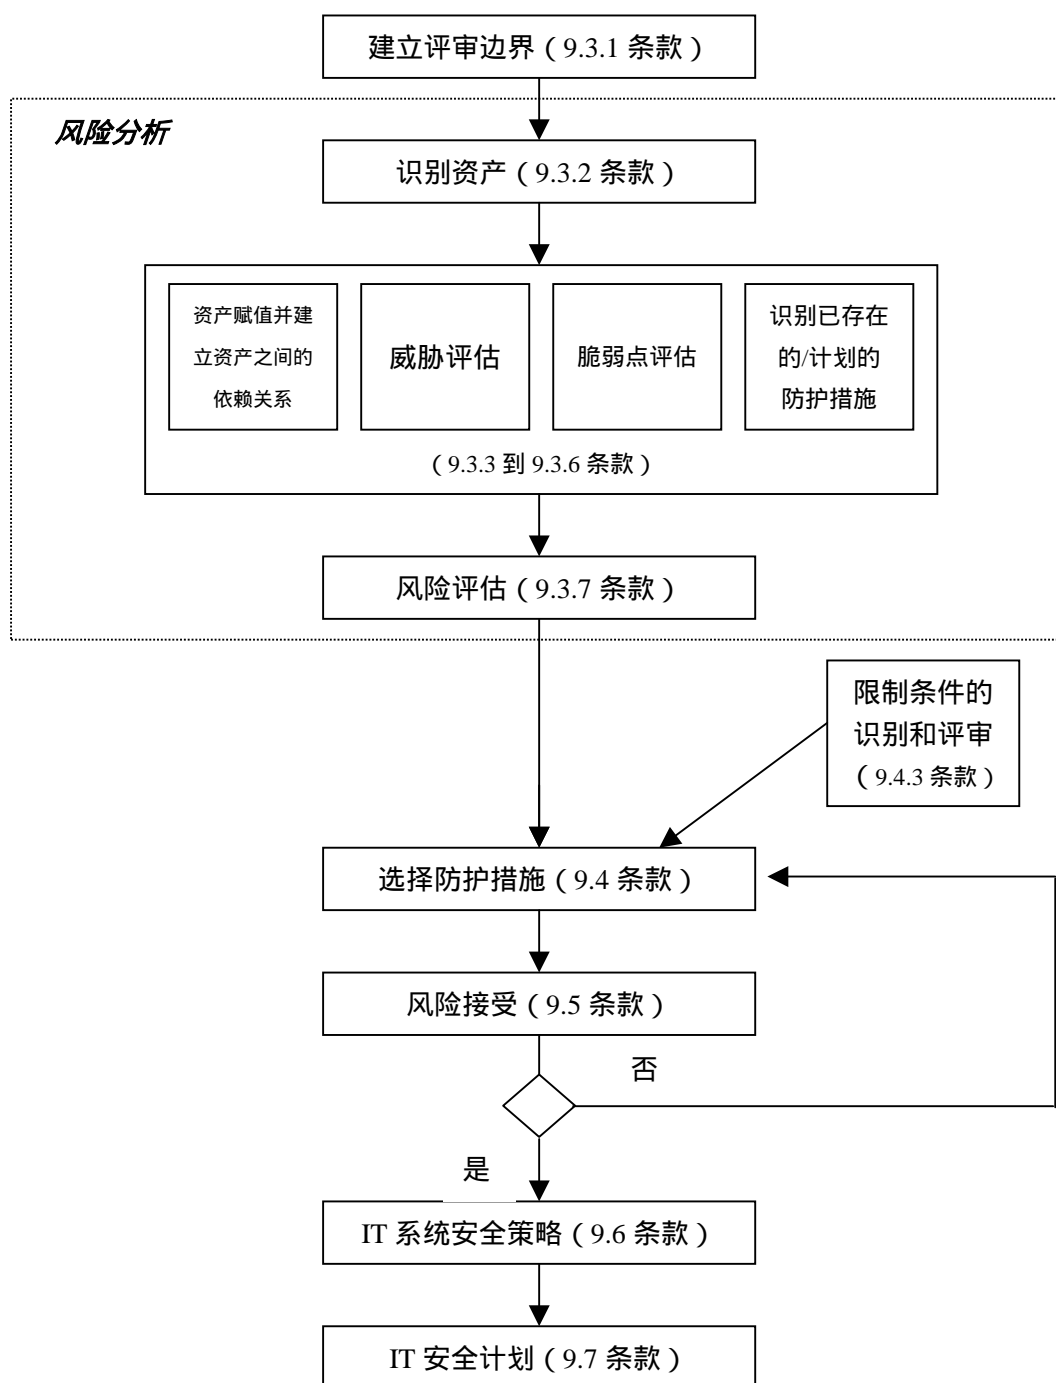 建立评审边界（9.3.1 条款）
风险分析
识别资产（9.3.2 条款）
资产赋值并建
立资产之间的
依赖关系
威胁评估
脆弱点评估
识别已存在
的/计划的
防护措施
（9.3.3 到 9.3.6 条款）
风险评估（9.3.7 条款）
限制条件的
识别和评审
（9.4.3 条款）
选择防护措施（9.4 条款）
风险接受（9.5 条款）
否
是
IT 系统安全策略（9.6 条款）
IT 安全计划（9.7 条款）